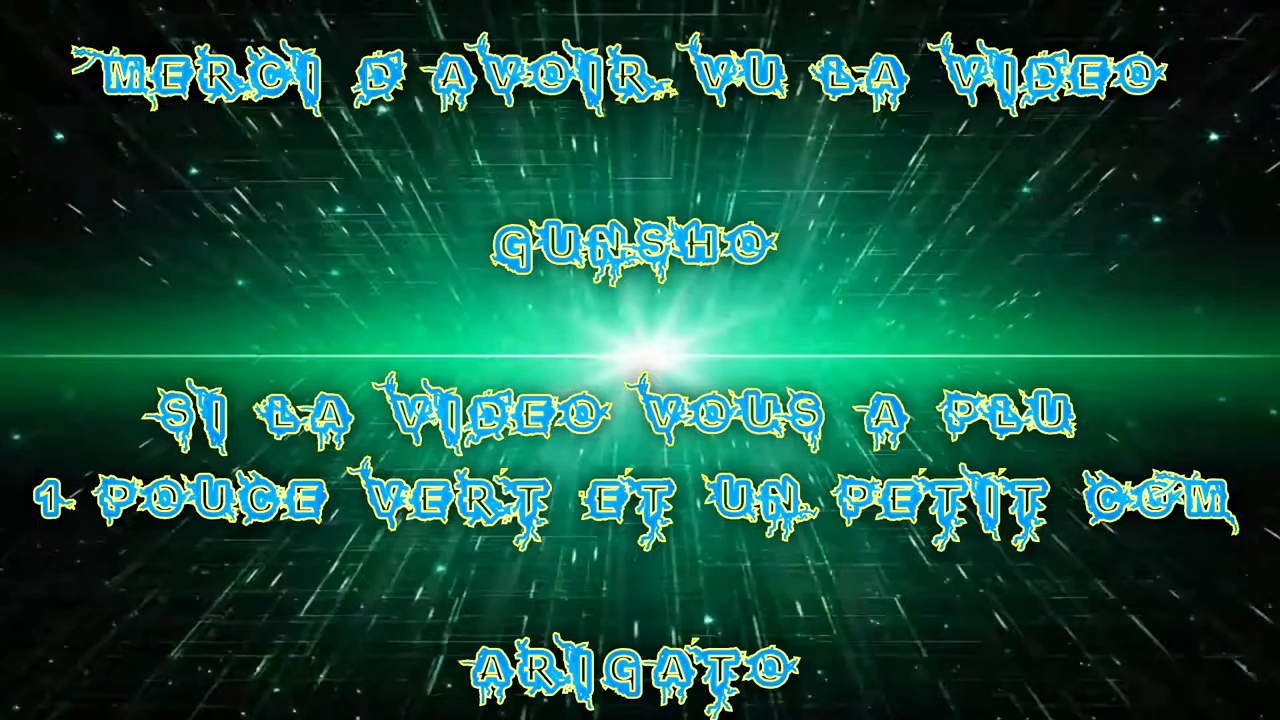 MERCI D AVOIR VU LA VIDEO
GUNSHO
SI LA VIDEO VOUS A PLU
1 POUCE VERT ET UN PETIT COM
ARIGATO